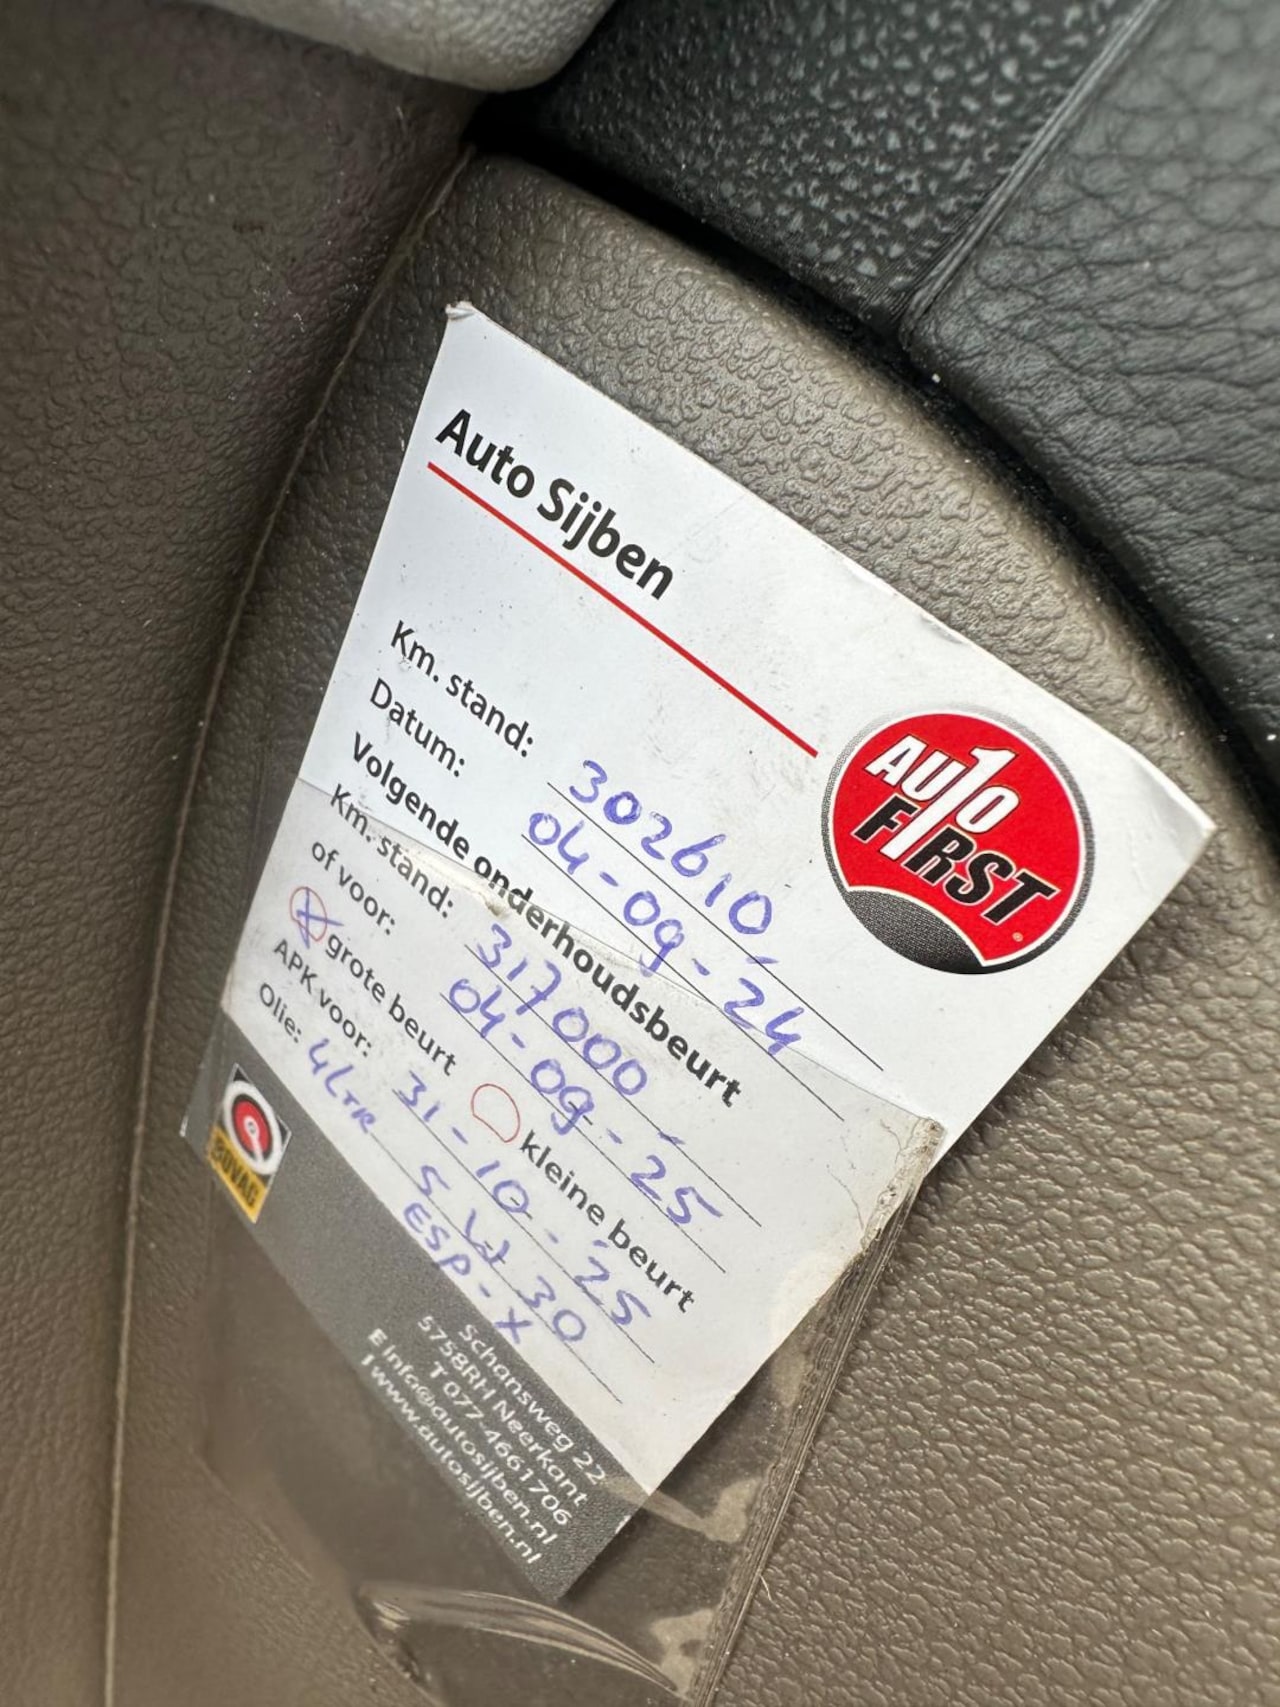 Auto Sijben
AUTO
F1RST
Km. stand: 302610
Datum: 04-09-24
Volgende onderhoudsbeurt
Km. stand: 317000
of voor: 04-09-25
grote beurt kleine beurt
APK voor: 31-10-25
Olie: 4LTR 5W30
ESP-X
BOVAG
Schansweg 22
5758RH Neerkant
T 077-4661706
E info@autosijben.nl
I www.autosijben.nl